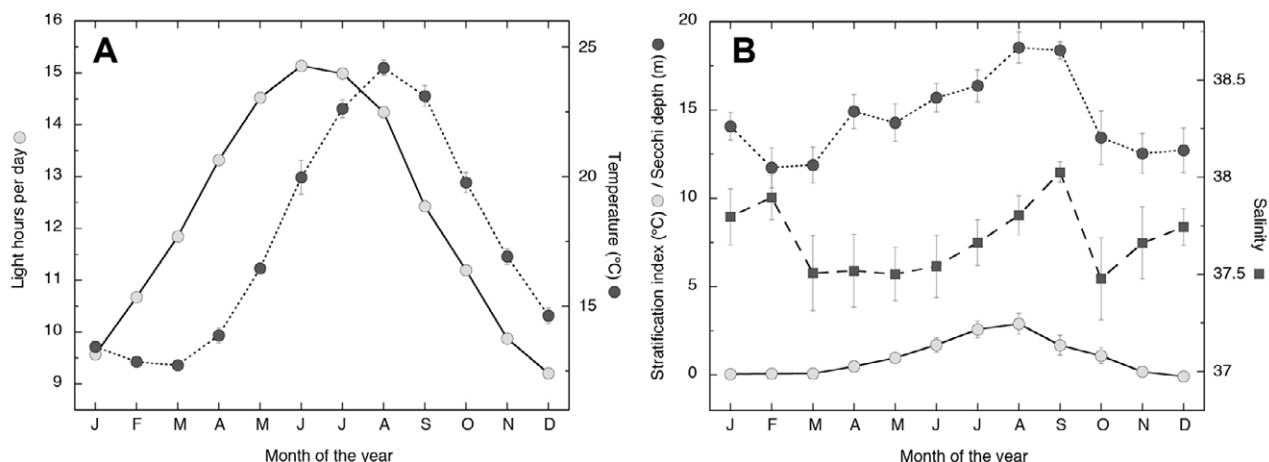 A
16
15
14
13
12
11
10
9
Light hours per day
25
20
15
Temperature (°C)
J F M A M J J A S O N D
Month of the year
B
20
15
10
5
0
Stratification index (°C) / Secchi depth (m)
38.5
38
37.5
37
Salinity
J F M A M J J A S O N D
Month of the year